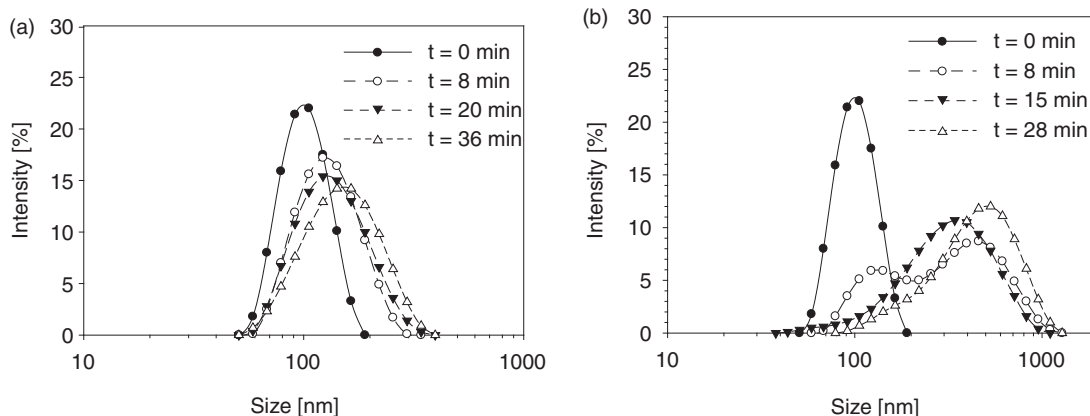 (a)
30
25
20
15
10
5
0
Intensity [%]
t = 0 min
t = 8 min
t = 20 min
t = 36 min
10
100
1000
Size [nm]
(b)
30
25
20
15
10
5
0
Intensity [%]
t = 0 min
t = 8 min
t = 15 min
t = 28 min
10
100
1000
Size [nm]